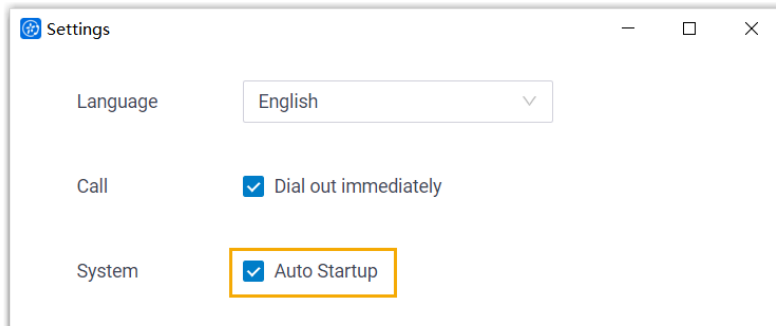 Settings
Language English
Call Dial out immediately
System Auto Startup